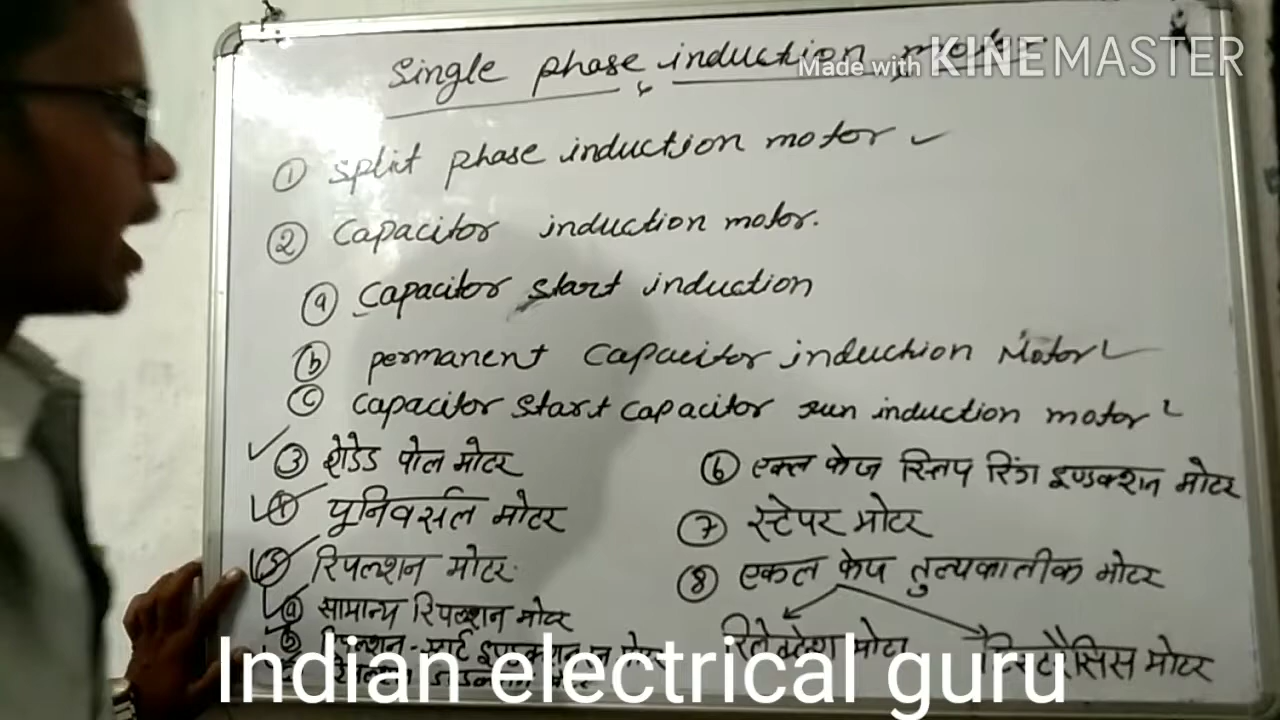 Single phase induction motor
Made with KINEMASTER
① split phase induction motor ✓
② Capacitor induction motor.
ⓐ Capacitor start induction
ⓑ permanent Capacitor induction Motor
ⓒ capacitor start capacitor run induction motor
③ शेडेड पोल मोटर
④ यूनिवर्सल मोटर
⑤ रिपल्शन मोटर
ⓐ सामान्य रिपल्शन मोटर
ⓑ
⑥ एकल फेज स्लिप रिंग इण्डक्शन मोटर
⑦ स्टेपर मोटर
⑧ एकल फेज तुल्यकालीक मोटर
मोटर
मोटर
Indian electrical guru